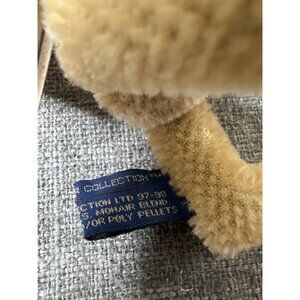 COLLECTION™
CTION LTD 97-98
S. MOHAIR BLEND,
/OR POLY PELLETS